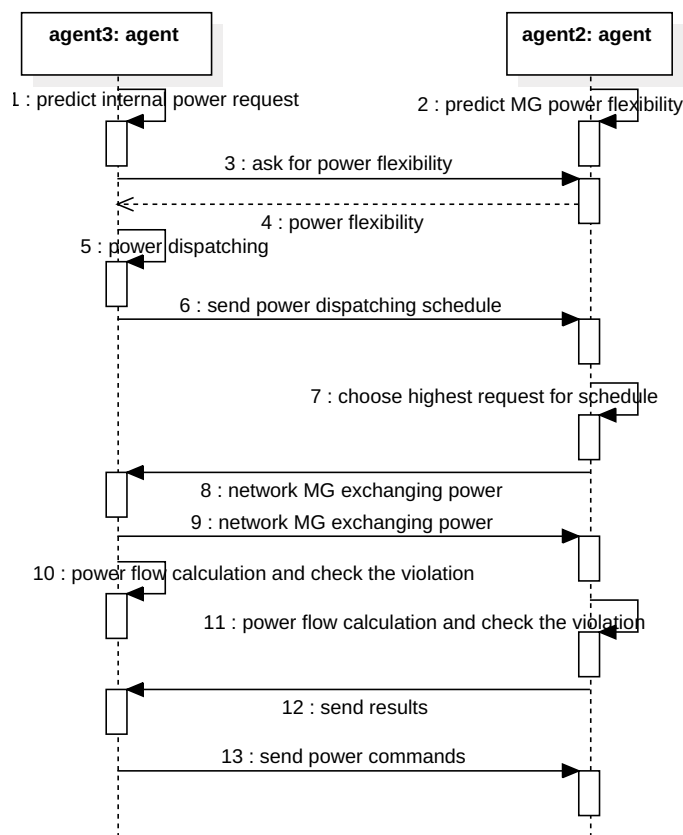 agent3: agent
agent2: agent
1 : predict internal power request
2 : predict MG power flexibility
3 : ask for power flexibility
4 : power flexibility
5 : power dispatching
6 : send power dispatching schedule
7 : choose highest request for schedule
8 : network MG exchanging power
9 : network MG exchanging power
10 : power flow calculation and check the violation
11 : power flow calculation and check the violation
12 : send results
13 : send power commands